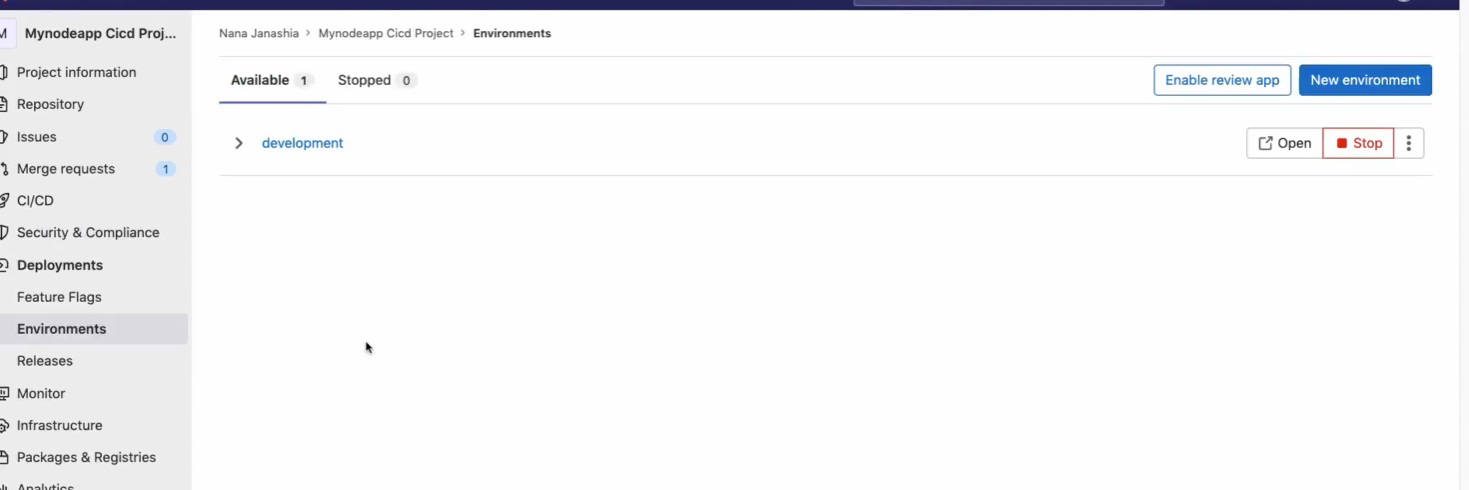 M Mynodeapp Cicd Proj...
Project information
Repository
Issues 0
Merge requests 1
CI/CD
Security & Compliance
Deployments
Feature Flags
Environments
Releases
Monitor
Infrastructure
Packages & Registries
Analytics
Nana Janashia > Mynodeapp Cicd Project > Environments
Available 1 Stopped 0 Enable review app New environment
development Open Stop